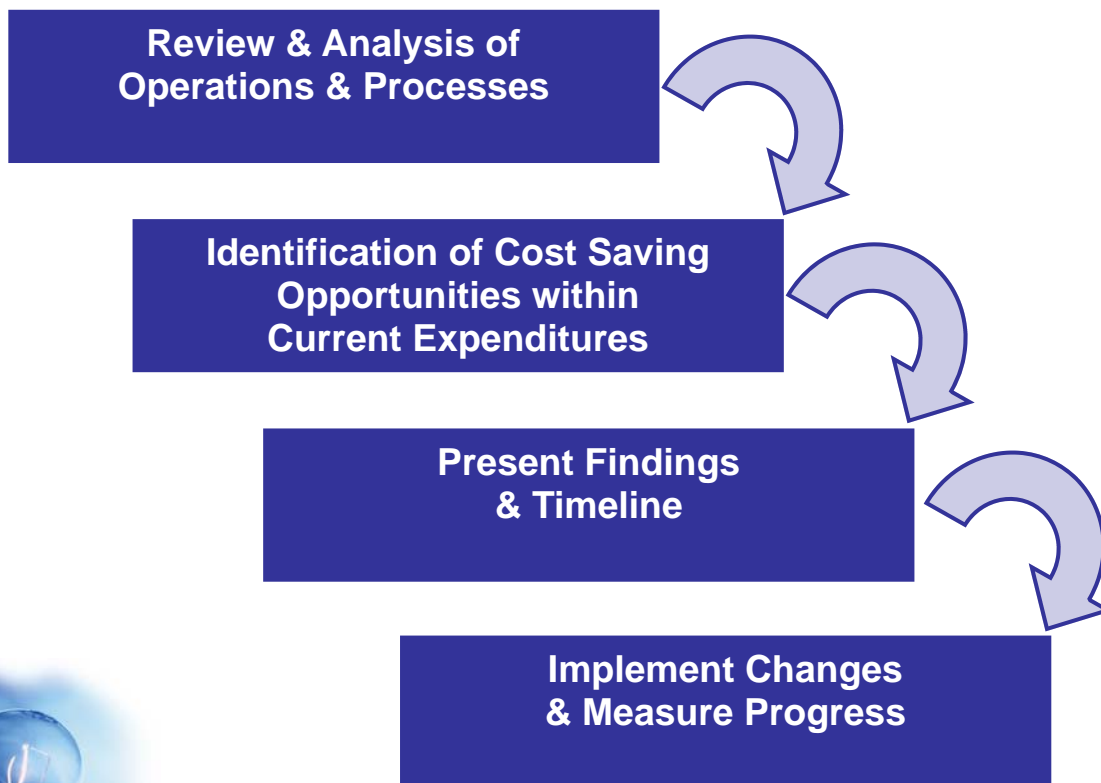 Review & Analysis of
Operations & Processes
Identification of Cost Saving
Opportunities within
Current Expenditures
Present Findings
& Timeline
Implement Changes
& Measure Progress